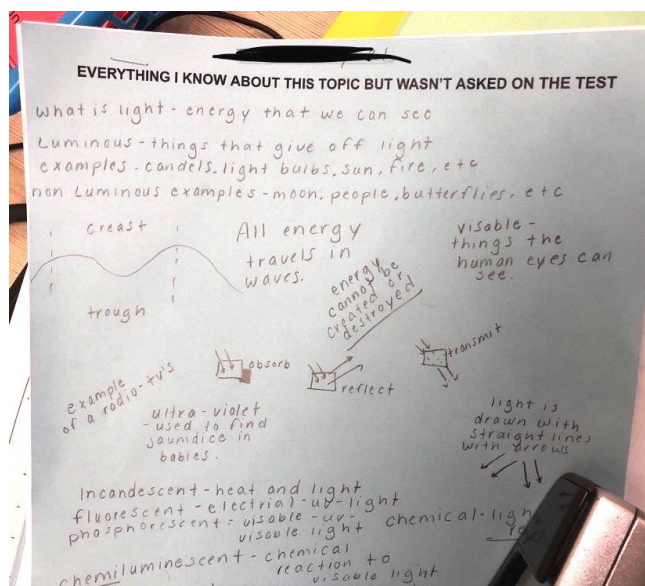 EVERYTHING I KNOW ABOUT THIS TOPIC BUT WASN'T ASKED ON THE TEST
what is light - energy that we can see
Luminous - things that give off light
examples - candels. light bulbs. sun, fire, etc
non Luminous examples - moon. people, butterflies, etc
creast
trough
All energy
travels in
waves.
visable -
things the
human eyes can
see.
energy
cannot be
created or
destroyed
absorb
reflect
transmit
example
of a radio - tv's
ultra - violet
- used to find
jaumdice in
babies.
light is
drawn with
straight lines
with arrows
Incandescent - heat and light
fluorescent - electrial - uv - light
phosphorescent = visable - uv -
visable light
chemical - light
chemiluminescent - chemical
reaction to
visable light